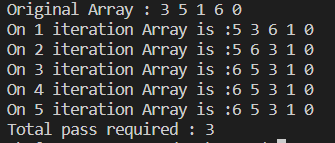 Original Array : 3 5 1 6 0
On 1 iteration Array is :5 3 6 1 0
On 2 iteration Array is :5 6 3 1 0
On 3 iteration Array is :6 5 3 1 0
On 4 iteration Array is :6 5 3 1 0
On 5 iteration Array is :6 5 3 1 0
Total pass required : 3